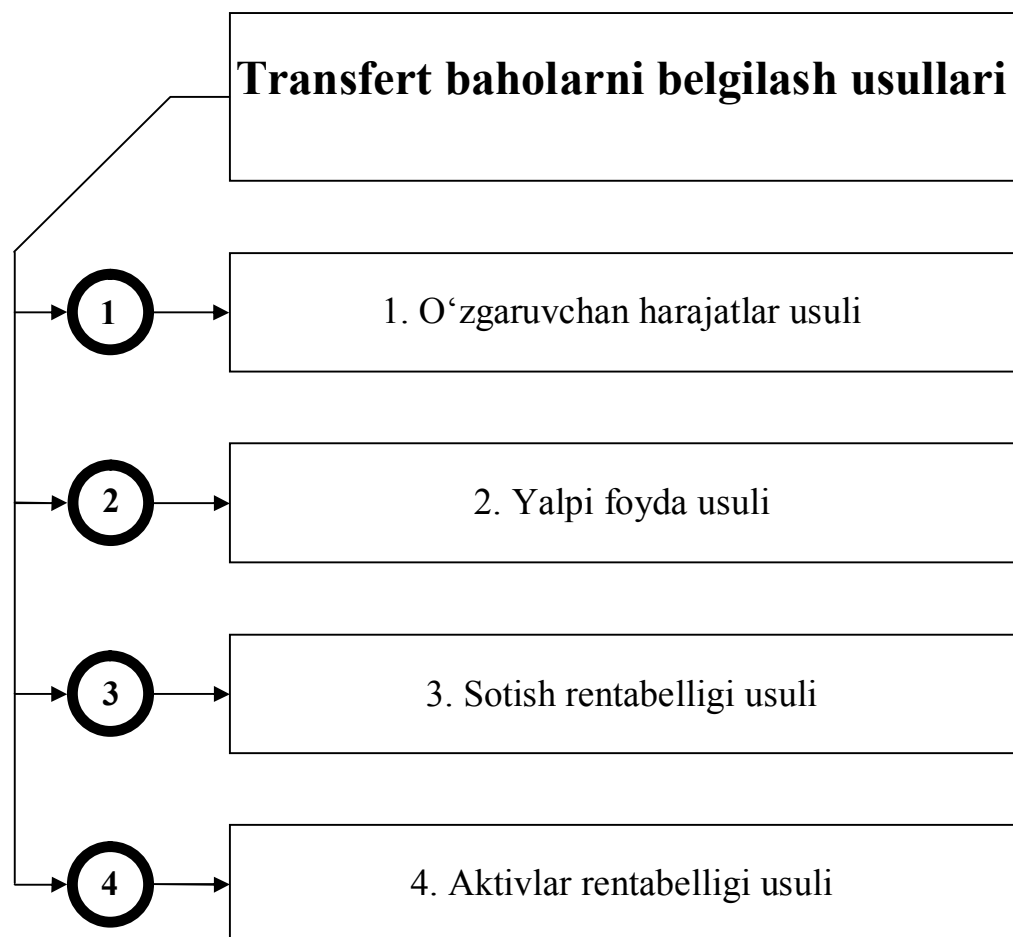 Transfert baholarni belgilash usullari
1
1. O‘zgaruvchan harajatlar usuli
2
2. Yalpi foyda usuli
3
3. Sotish rentabelligi usuli
4
4. Aktivlar rentabelligi usuli